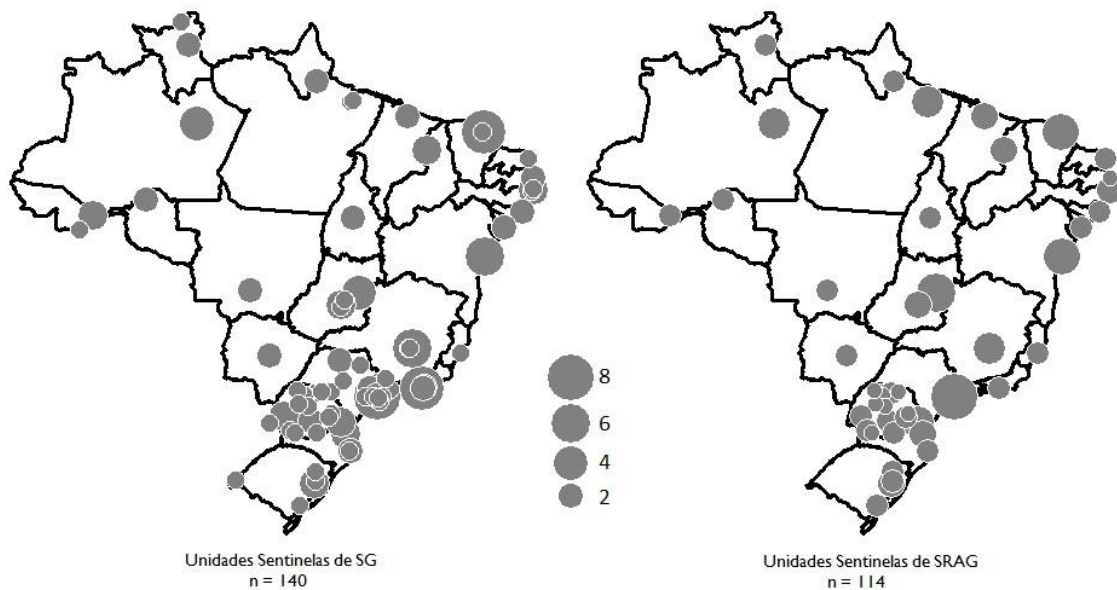 8
6
4
2
Unidades Sentinelas de SG
n = 140
Unidades Sentinelas de SRAG
n = 114